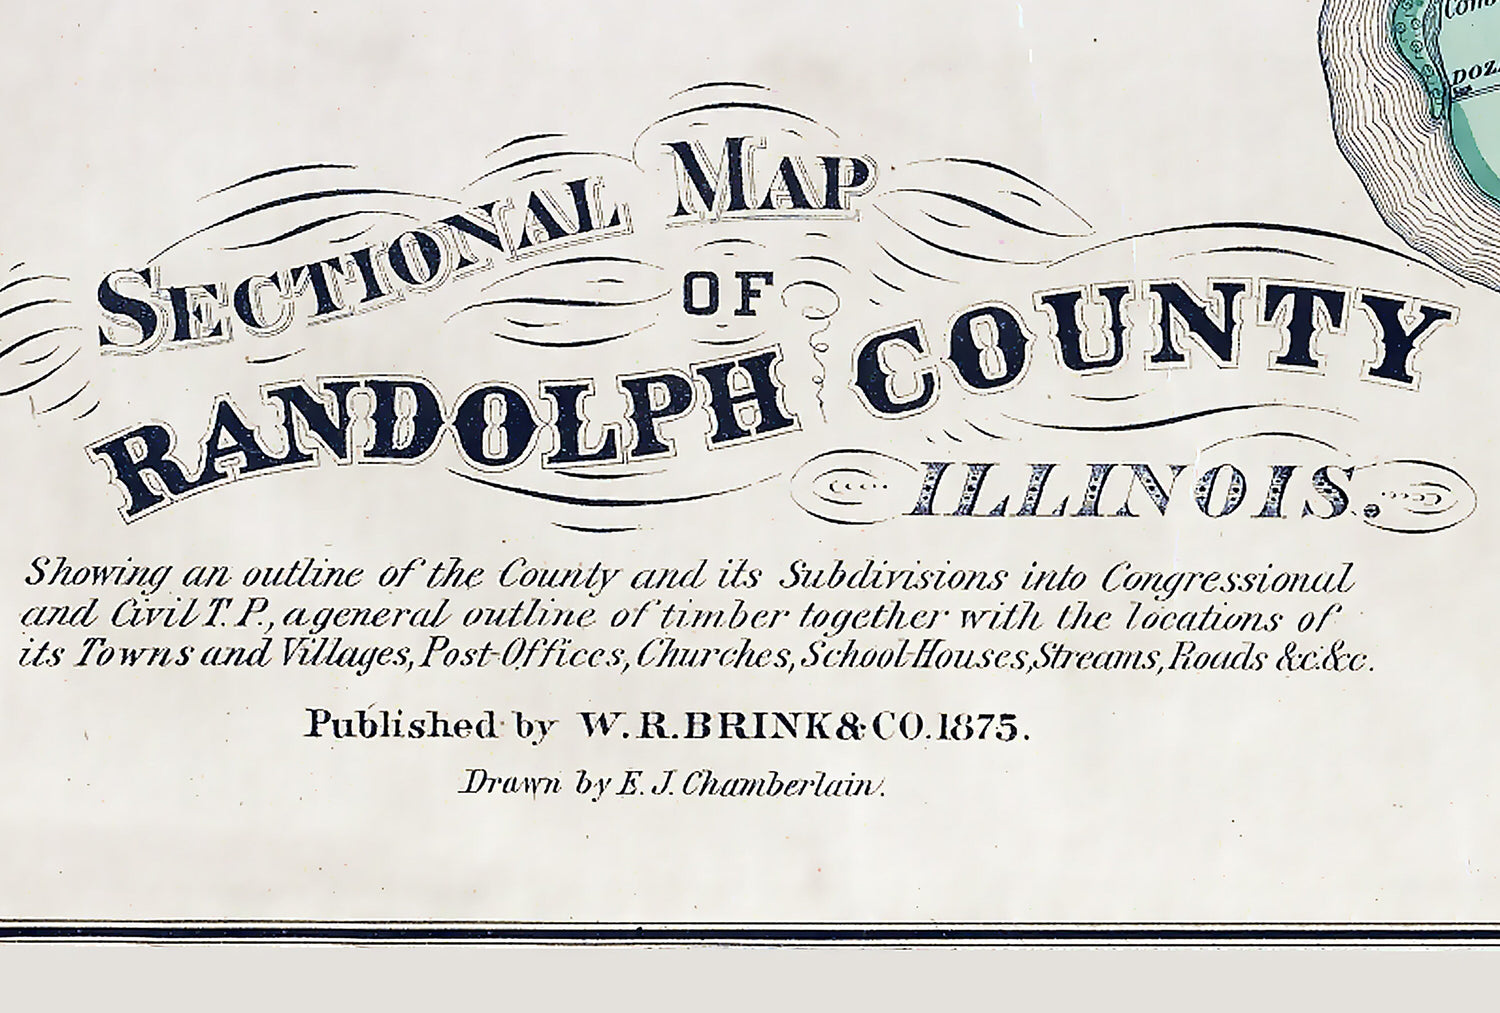 SECTIONAL MAP
OF
RANDOLPH COUNTY
ILLINOIS.
Showing an outline of the County and its Subdivisions into Congressional
and Civil T. P., a general outline of timber together with the locations of
its Towns and Villages, Post-Offices, Churches, School-Houses, Streams, Roads &c.&c.
Published by W. R. BRINK & CO. 1875.
Drawn by E. J. Chamberlain.